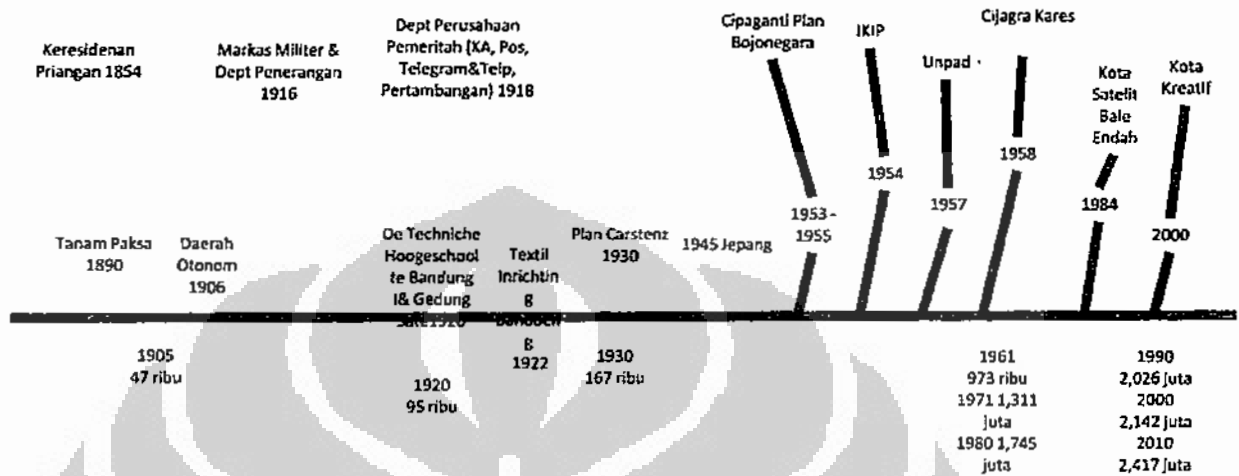 Keresidenan
Priangan 1854
Markas Militer &
Dept Penerangan
1916
Dept Perusahaan
Pemeritah (KA, Pos,
Telegram&Telp,
Pertambangan) 1918
Cipaganti Plan
Bojonegara
IKIP
Unpad
Cijagra Kares
Kota
Satelit
Bale
Endah
Kota
Kreatif
1953 -
1955
1954
1957
1958
1984
2000
Tanam Paksa
1890
Daerah
Otonom
1906
De Techniche
Hoogeschool
te Bandung
I& Gedung
Sate1920
Textil
Inrichtin
g
Bandoen
g
1922
Plan Carstenz
1930
1945 Jepang
1905
47 ribu
1920
95 ribu
1930
167 ribu
1961
973 ribu
1971 1,311
juta
1980 1,745
juta
1990
2,026 juta
2000
2,142 juta
2010
2,417 juta